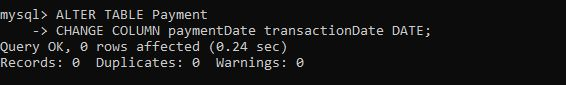 mysql> ALTER TABLE Payment
    -> CHANGE COLUMN paymentDate transactionDate DATE;
Query OK, 0 rows affected (0.24 sec)
Records: 0  Duplicates: 0  Warnings: 0